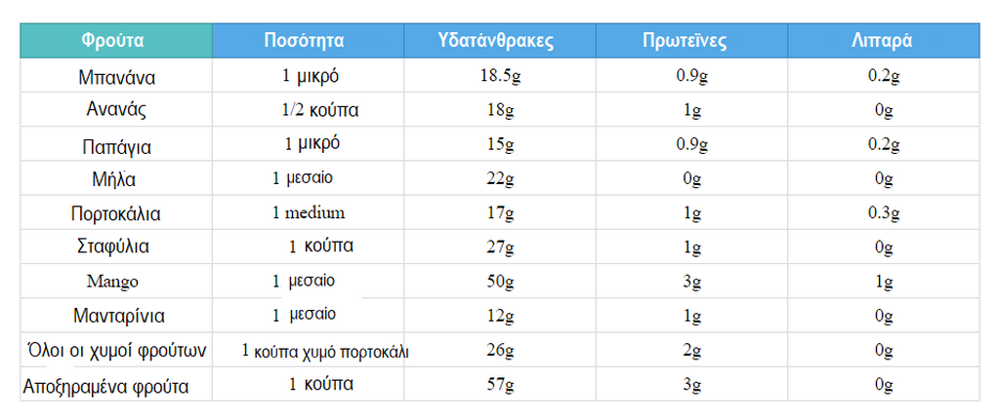 Φρούτα Ποσότητα Υδατάνθρακες Πρωτεϊνες Λιπαρά
Μπανάνα 1 μικρό 18.5g 0.9g 0.2g
Ανανάς 1/2 κούπα 18g 1g 0g
Παπάγια 1 μικρό 15g 0.9g 0.2g
Μήλα 1 μεσαίο 22g 0g 0g
Πορτοκάλια 1 medium 17g 1g 0.3g
Σταφύλια 1 κούπα 27g 1g 0g
Mango 1 μεσαίο 50g 3g 1g
Μανταρίνια 1 μεσαίο 12g 1g 0g
Όλοι οι χυμοί φρούτων 1 κούπα χυμό πορτοκάλι 26g 2g 0g
Αποξηραμένα φρούτα 1 κούπα 57g 3g 0g